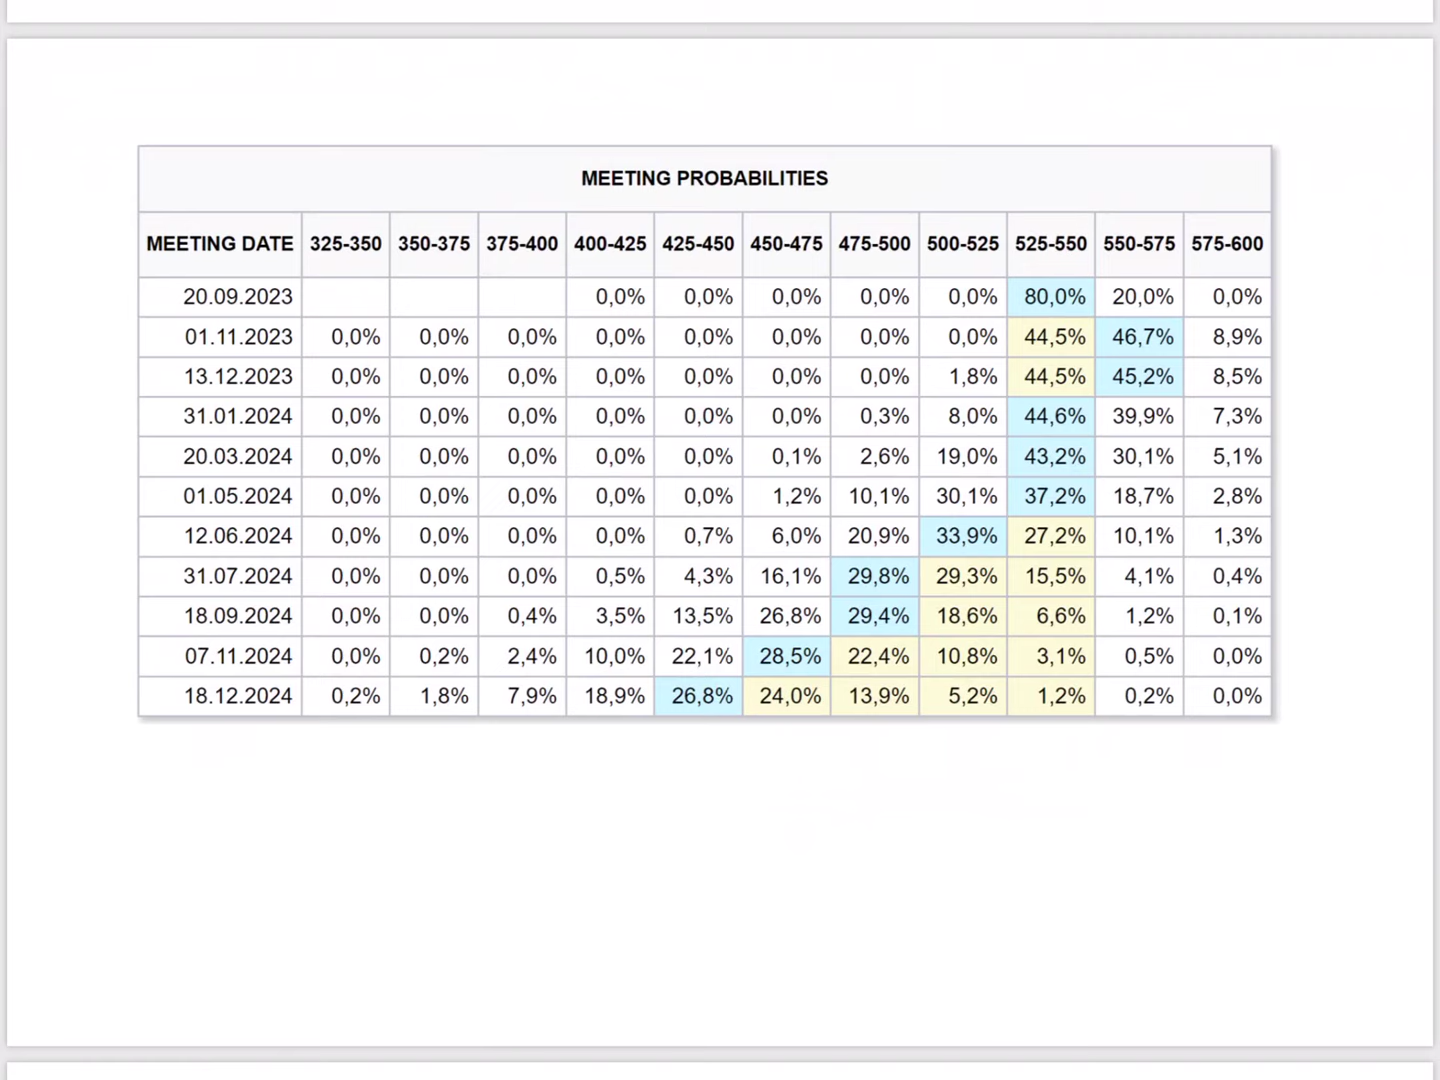 MEETING PROBABILITIES
MEETING DATE 325-350 350-375 375-400 400-425 425-450 450-475 475-500 500-525 525-550 550-575 575-600
20.09.2023 0,0% 0,0% 0,0% 0,0% 0,0% 80,0% 20,0% 0,0%
01.11.2023 0,0% 0,0% 0,0% 0,0% 0,0% 0,0% 0,0% 0,0% 44,5% 46,7% 8,9%
13.12.2023 0,0% 0,0% 0,0% 0,0% 0,0% 0,0% 0,0% 1,8% 44,5% 45,2% 8,5%
31.01.2024 0,0% 0,0% 0,0% 0,0% 0,0% 0,0% 0,3% 8,0% 44,6% 39,9% 7,3%
20.03.2024 0,0% 0,0% 0,0% 0,0% 0,0% 0,1% 2,6% 19,0% 43,2% 30,1% 5,1%
01.05.2024 0,0% 0,0% 0,0% 0,0% 0,0% 1,2% 10,1% 30,1% 37,2% 18,7% 2,8%
12.06.2024 0,0% 0,0% 0,0% 0,0% 0,7% 6,0% 20,9% 33,9% 27,2% 10,1% 1,3%
31.07.2024 0,0% 0,0% 0,0% 0,5% 4,3% 16,1% 29,8% 29,3% 15,5% 4,1% 0,4%
18.09.2024 0,0% 0,0% 0,4% 3,5% 13,5% 26,8% 29,4% 18,6% 6,6% 1,2% 0,1%
07.11.2024 0,0% 0,2% 2,4% 10,0% 22,1% 28,5% 22,4% 10,8% 3,1% 0,5% 0,0%
18.12.2024 0,2% 1,8% 7,9% 18,9% 26,8% 24,0% 13,9% 5,2% 1,2% 0,2% 0,0%